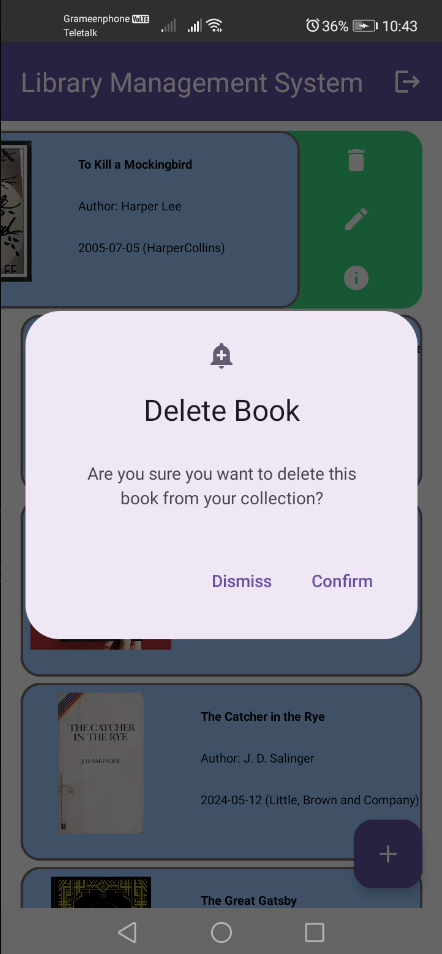 Grameenphone VoLTE
Teletalk
36%
10:43
Library Management System
To Kill a Mockingbird
Author: Harper Lee
2005-07-05 (HarperCollins)
Delete Book
Are you sure you want to delete this
book from your collection?
Dismiss
Confirm
THE CATCHER
IN THE RYE
J.D. SALINGER
The Catcher in the Rye
Author: J. D. Salinger
2024-05-12 (Little, Brown and Company)
The Great Gatsby